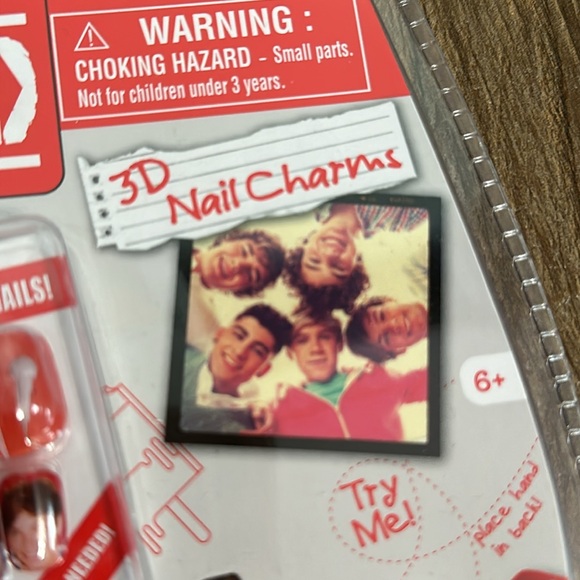 WARNING :
CHOKING HAZARD - Small parts.
Not for children under 3 years.
3D
Nail Charms
AILS!
6+
Try
Me!
place hand
in back!
NEEDED!